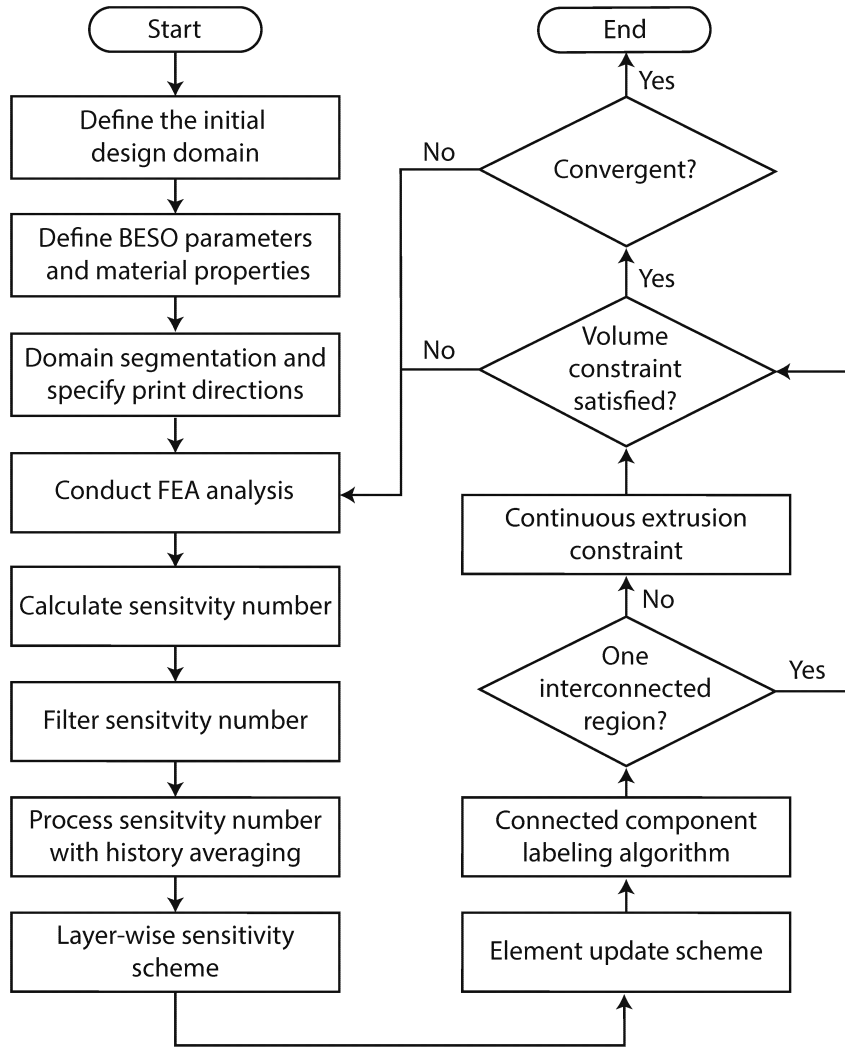 Start
Define the initial
design domain
Define BESO parameters
and material properties
Domain segmentation and
specify print directions
Conduct FEA analysis
Calculate sensitvity number
Filter sensitvity number
Process sensitvity number
with history averaging
Layer-wise sensitivity
scheme
End
Yes
Convergent?
No
Yes
Volume
constraint
satisfied?
No
Continuous extrusion
constraint
No
One
interconnected
region?
Yes
Connected component
labeling algorithm
Element update scheme